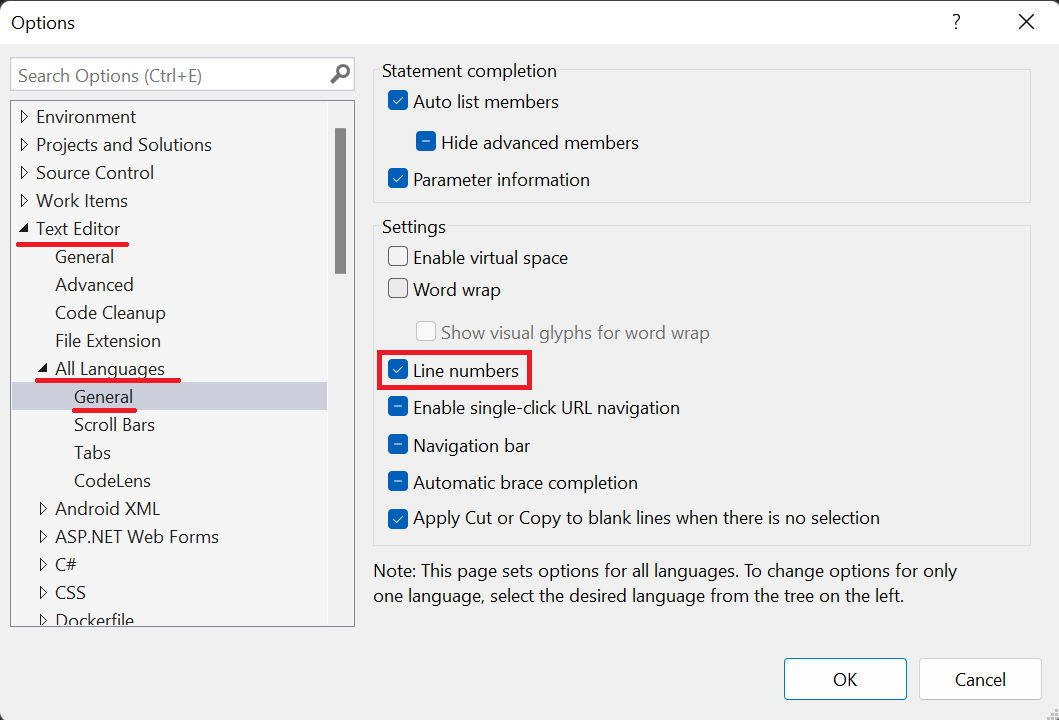 Options
?
Search Options (Ctrl+E)
Environment
Projects and Solutions
Source Control
Work Items
Text Editor
General
Advanced
Code Cleanup
File Extension
All Languages
General
Scroll Bars
Tabs
CodeLens
Android XML
ASP.NET Web Forms
C#
CSS
Dockerfile
Statement completion
Auto list members
Hide advanced members
Parameter information
Settings
Enable virtual space
Word wrap
Show visual glyphs for word wrap
Line numbers
Enable single-click URL navigation
Navigation bar
Automatic brace completion
Apply Cut or Copy to blank lines when there is no selection
Note: This page sets options for all languages. To change options for only
one language, select the desired language from the tree on the left.
OK
Cancel